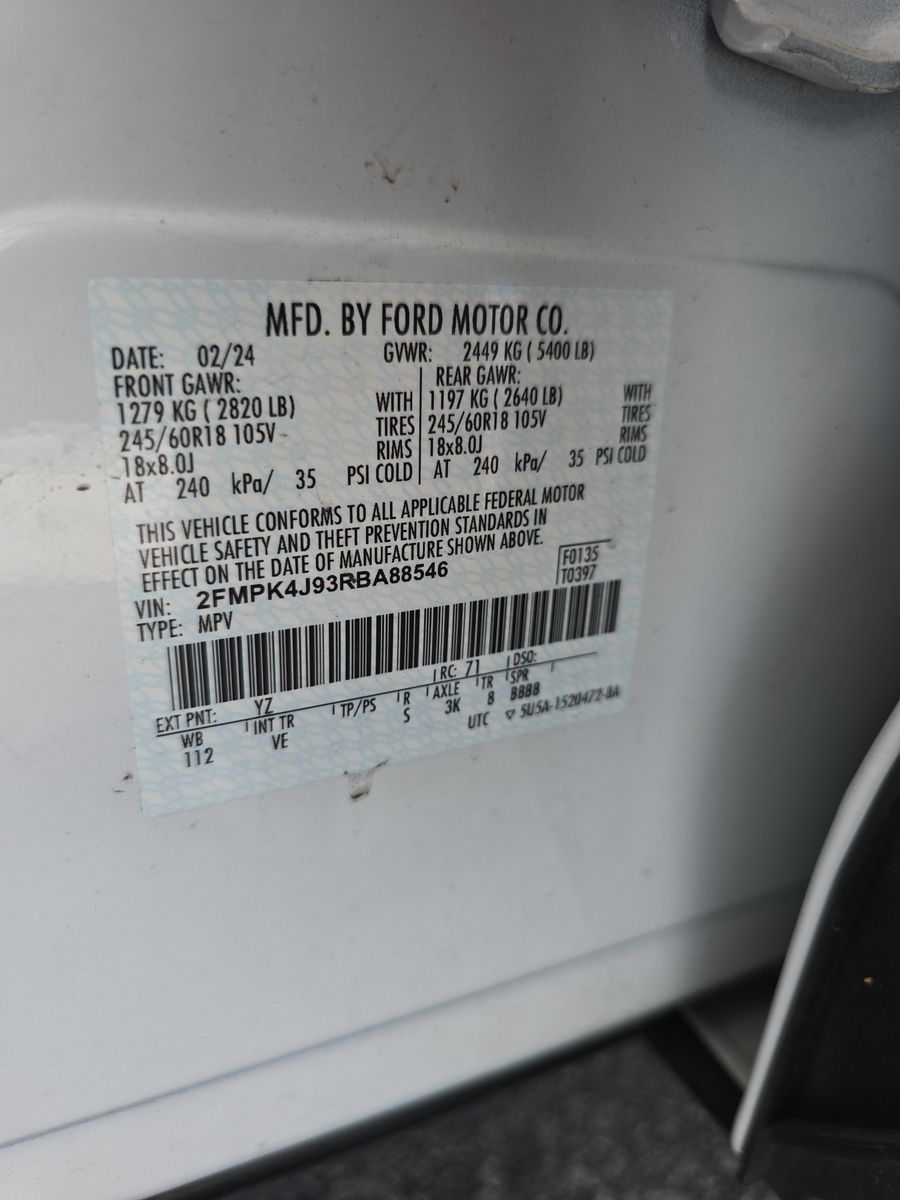 MFD. BY FORD MOTOR CO.
DATE: 02/24 GVWR: 2449 KG ( 5400 LB)
FRONT GAWR: REAR GAWR:
1279 KG ( 2820 LB) WITH 1197 KG ( 2640 LB) WITH
245/60R18 105V TIRES 245/60R18 105V TIRES
18x8.0J RIMS 18x8.0J RIMS
AT 240 kPa/ 35 PSI COLD AT 240 kPa/ 35 PSI COLD
THIS VEHICLE CONFORMS TO ALL APPLICABLE FEDERAL MOTOR
VEHICLE SAFETY AND THEFT PREVENTION STANDARDS IN
EFFECT ON THE DATE OF MANUFACTURE SHOWN ABOVE.
F0135
T0397
VIN: 2FMPK4J93RBA88546
TYPE: MPV
EXT PNT: YZ RC: 71 DSO:
WB INT TR TP/PS R AXLE TR SPR
112 VE S 3K 8 BBBB
UTC ▽ 5U5A-1520472-BA